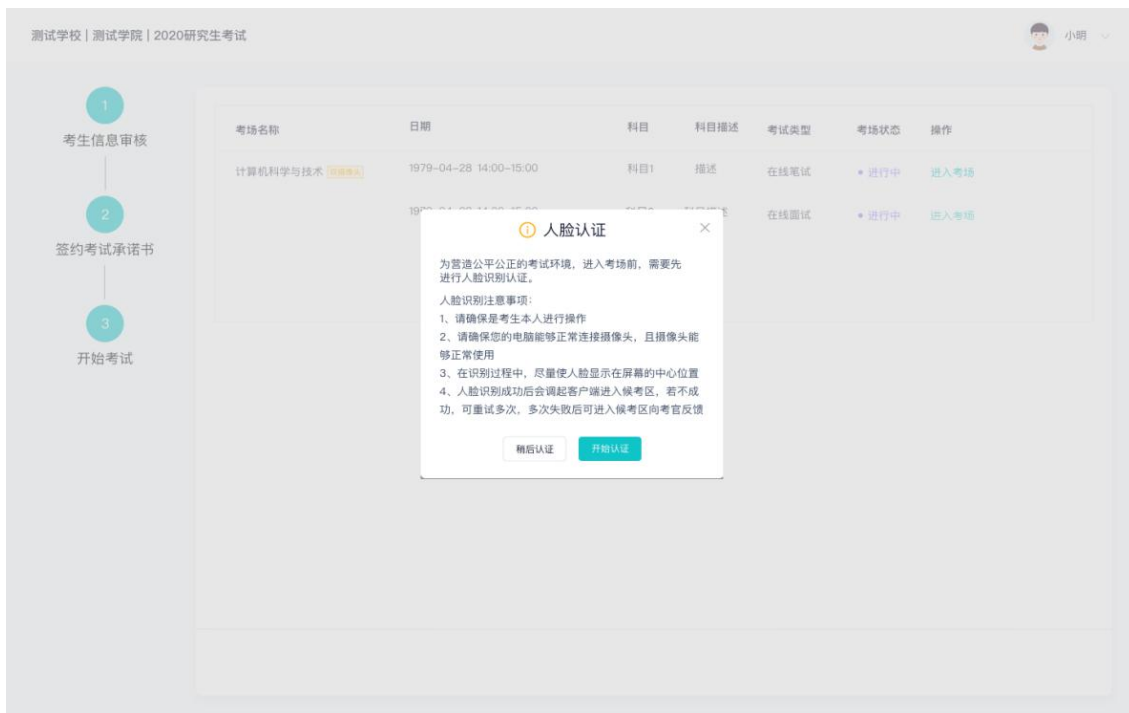 测试学校 | 测试学院 | 2020研究生考试
小明
1
考生信息审核
2
签约考试承诺书
3
开始考试
考场名称 日期 科目 科目描述 考试类型 考场状态 操作
计算机科学与技术 1979-04-28 14:00-15:00 科目1 描述 在线笔试 进行中 进入考场
在线面试 进行中 进入考场
人脸认证
为营造公平公正的考试环境，进入考场前，需要先
进行人脸识别认证。
人脸识别注意事项：
1、请确保是考生本人进行操作
2、请确保您的电脑能够正常连接摄像头，且摄像头能
够正常使用
3、在识别过程中，尽量使人脸显示在屏幕的中心位置
4、人脸识别成功后会调起客户端进入候考区，若不成
功，可重试多次，多次失败后可进入候考区向考官反馈
稍后认证 开始认证